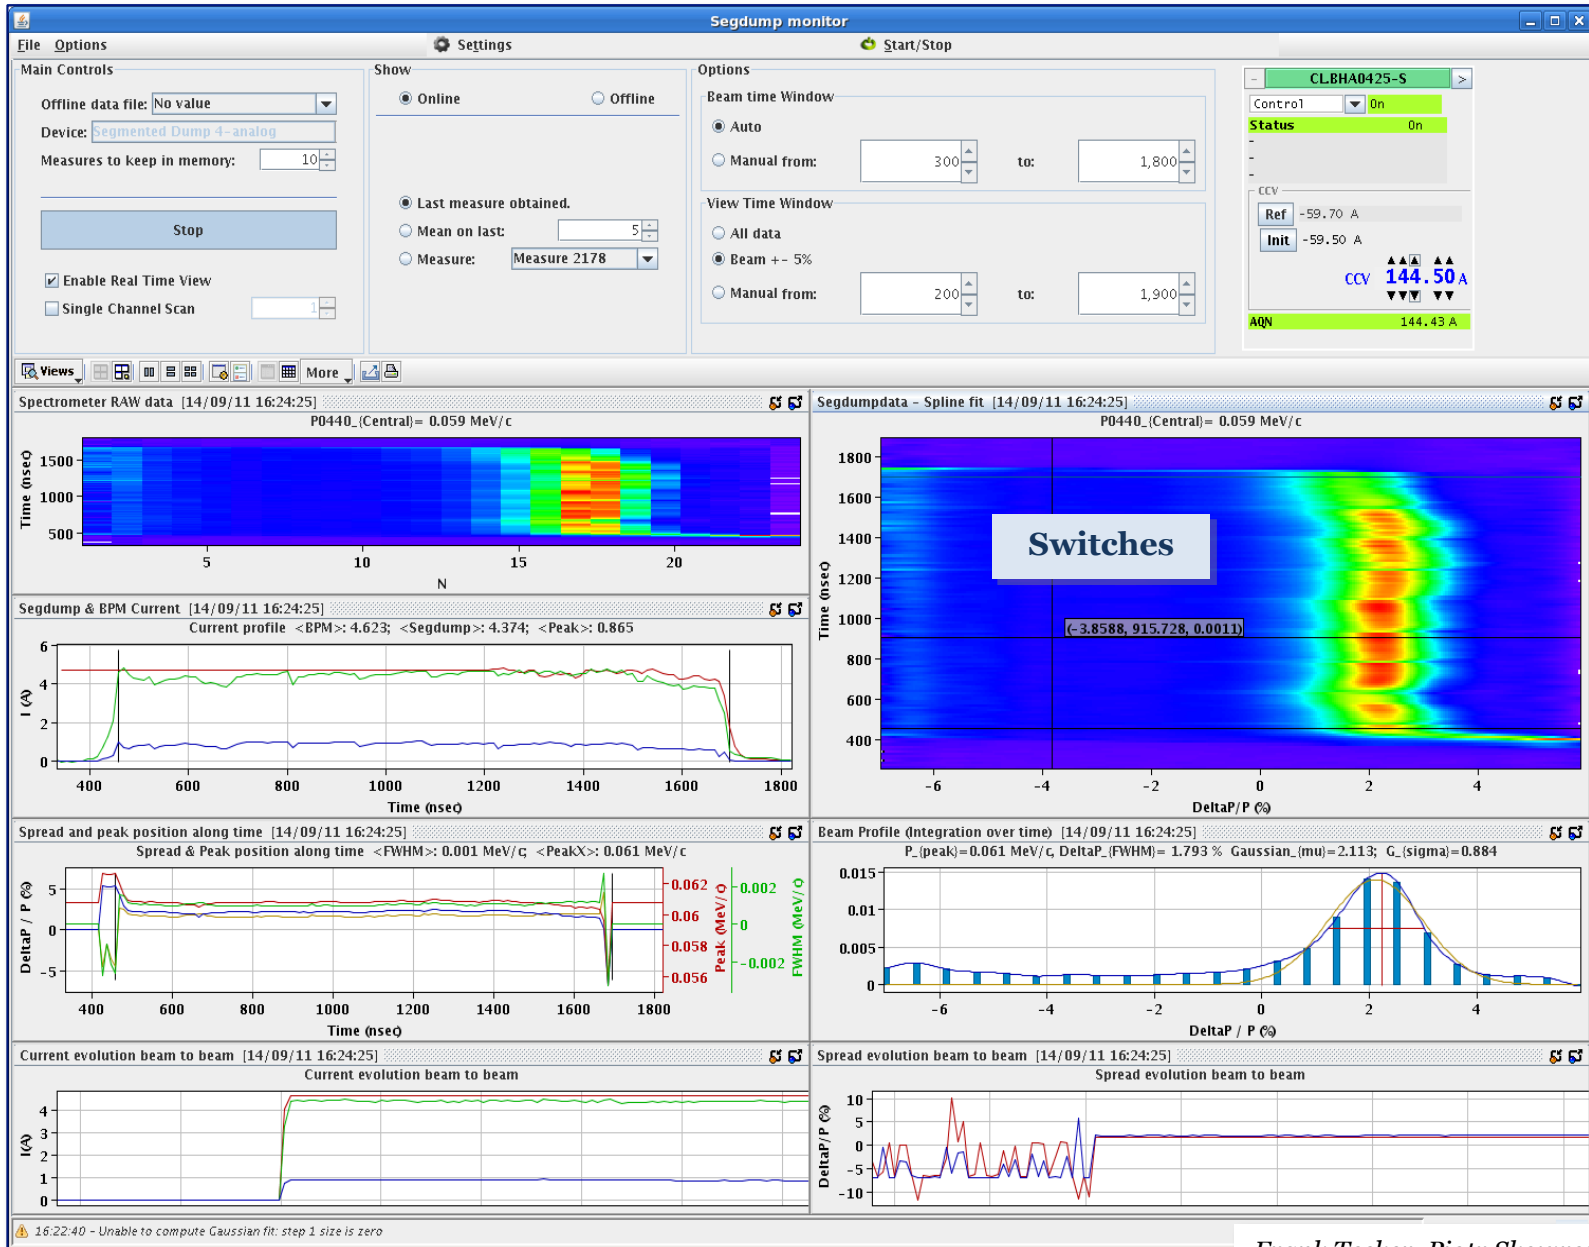 Segdump monitor
File Options Settings Start/Stop
Main Controls
Offline data file: No value
Device: Segmented Dump 4-analog
Measures to keep in memory: 10
Stop
Enable Real Time View
Single Channel Scan 1
Show
Online Offline
Last measure obtained.
Mean on last: 5
Measure: Measure 2178
Options
Beam time Window
Auto
Manual from: 300 to: 1,800
View Time Window
All data
Beam +- 5%
Manual from: 200 to: 1,900
- CL.BHA0425-S >
Control On
Status On
-
-
-
CCV
Ref -59.70 A
Init -59.50 A
CCV 144.50 A
AQN 144.43 A
Views More
Spectrometer RAW data [14/09/11 16:24:25]
P0440_{Central}= 0.059 MeV/c
Time (nsec)
1500
1000
500
5 10 15 20
N
Segdump & BPM Current [14/09/11 16:24:25]
Current profile <BPM>: 4.623; <Segdump>: 4.374; <Peak>: 0.865
I (A)
6
4
2
0
400 600 800 1000 1200 1400 1600 1800
Time (nsec)
Segdumpdata - Spline fit [14/09/11 16:24:25]
P0440_{Central}= 0.059 MeV/c
Time (nsec)
1800
1600
1400
1200
1000
800
600
400
Switches
(-3.8588, 915.728, 0.0011)
-6 -4 -2 0 2 4
DeltaP/P (%)
Spread and peak position along time [14/09/11 16:24:25]
Spread & Peak position along time <FWHM>: 0.001 MeV/c; <PeakX>: 0.061 MeV/c
DeltaP / P (%)
5
0
-5
0.062
0.06
0.058
0.056
Peak (MeV/c)
0.002
0
-0.002
FWHM (MeV/c)
400 600 800 1000 1200 1400 1600 1800
Time (nsec)
Beam Profile (Integration over time) [14/09/11 16:24:25]
P_{peak}=0.061 MeV/c, DeltaP_{FWHM}= 1.793 % Gaussian_{mu}=2.113; G_{sigma}=0.884
0.015
0.01
0.005
0
-6 -4 -2 0 2 4
DeltaP / P (%)
Current evolution beam to beam [14/09/11 16:24:25]
Current evolution beam to beam
I(A)
4
3
2
1
0
Spread evolution beam to beam [14/09/11 16:24:25]
Spread evolution beam to beam
DeltaP/P (%)
10
5
0
-5
-10
16:22:40 - Unable to compute Gaussian fit: step 1 size is zero